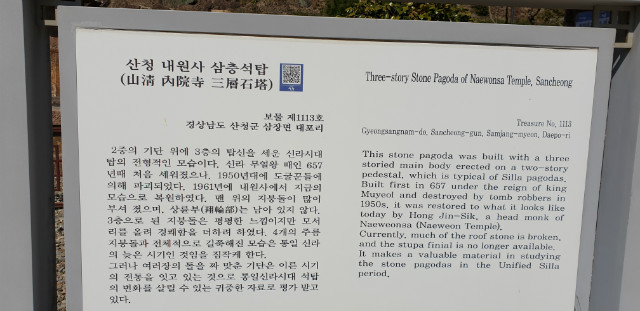 산청 내원사 삼층석탑
(山淸 內院寺 三層石塔)
보물 제1113호
경상남도 산청군 삼장면 대포리
2중의 기단 위에 3층의 탑신을 세운 신라시대
탑의 전형적인 모습이다. 신라 무열왕 때인 657
년때 처음 세워졌으나, 1950년대에 도굴꾼들에
의해 파괴되었다. 1961년에 내원사에서 지금의
모습으로 복원하였다. 맨 위의 지붕돌이 많이
부서 졌으며, 상륜부(相輪部)는 남아 있지 않다.
3층으로 된 지붕돌은 평평한 느낌이지만 모서
리를 올려 경쾌함을 더하려 하였다. 4개의 주름
지붕돌과 전체적으로 길쭉해진 모습은 통일 신라
의 늦은 시기인 것임을 짐작케 한다.
그러나 여러장의 돌을 짜 맞춘 기단은 이른 시기
의 전통을 잇고 있는 것으로 통일신라시대 석탑
의 변화를 살필 수 있는 귀중한 자료로 평가 받고
있다.
Three-story Stone Pagoda of Naewonsa Temple, Sancheong
Treasure No, 1113
Gyeongsangnam-do, Sancheong-gun, Samjang-myeon, Daepo-ri
This stone pagoda was built with a three
storied main body erected on a two-story
pedestal, which is typical of Silla pagodas.
Built first in 657 under the reign of king
Muyeol, and destroyed by tomb robbers in
1950s, it was restored to what it looks like
today by Hong Jin-Sik, a head monk of
Naewonsa (Naeweon Temple).
Currently, much of the roof stone is broken,
and the stupa finial is no longer available.
It makes a valuable material in studying
the stone pagodas in the Unified Silla
period.